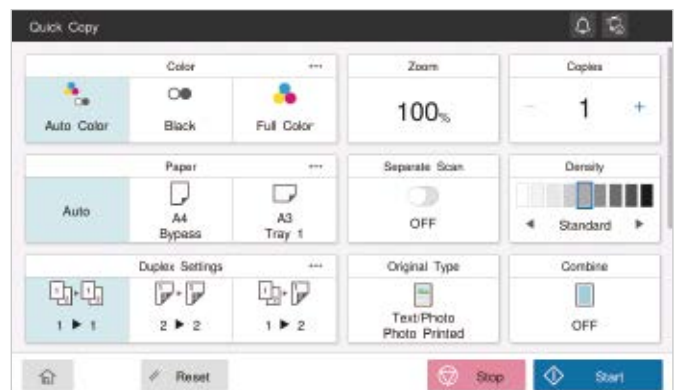 Quick Copy
Color
Zoom
Copies
Auto Color
Black
Full Color
100%
1
Paper
Separate Scan
Density
Auto
A4
Bypass
A3
Tray 1
OFF
Standard
Duplex Settings
Original Type
Combine
1 ▶ 1
2 ▶ 2
1 ▶ 2
Text/Photo
Photo Printed
OFF
Reset
Stop
Start